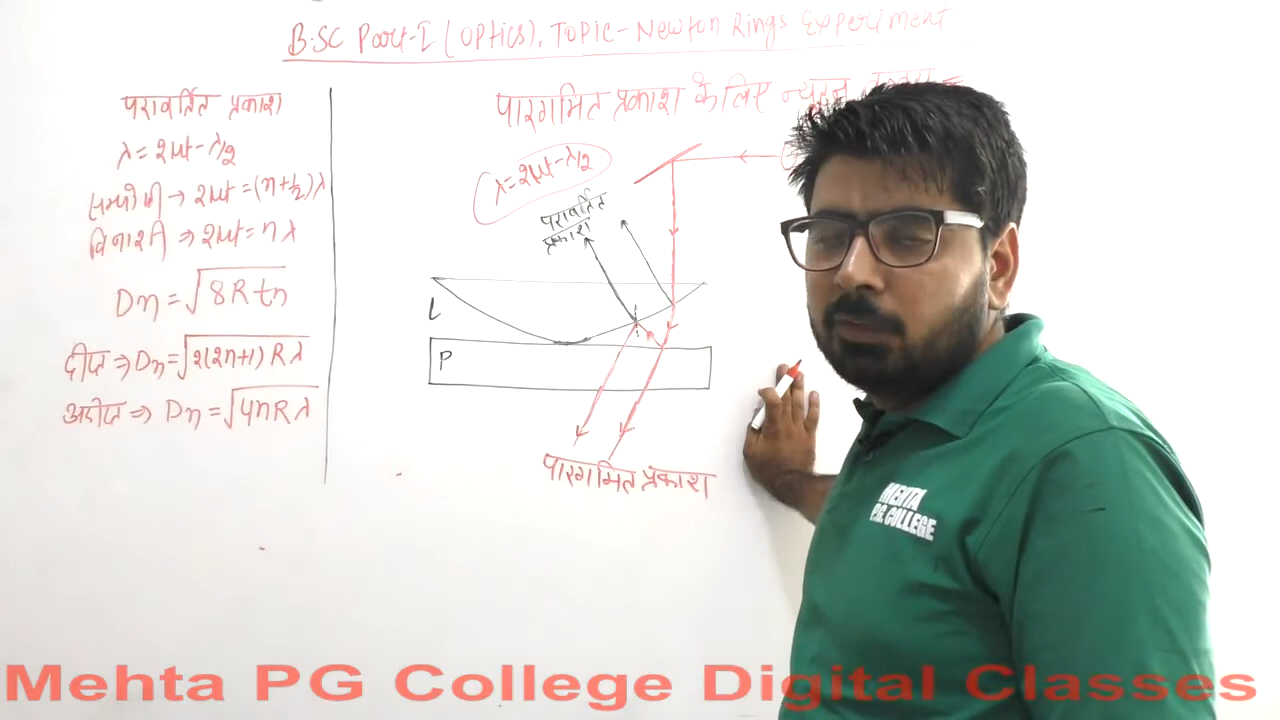 B.SC Part-I (Optics), Topic - Newton Rings Experiment
परावर्तित प्रकाश
λ = 2μt - λ/2
→ 2μt = (n+½)λ
विनाशी ⇒ 2μt = nλ
Dn = √8Rtn
दीप्त ⇒ Dn = √2(2n+1) Rλ
अदीप्त ⇒ Dn = √4nRλ
पारगमित प्रकाश के लिए न्यूटन वलय =
λ = 2μt - λ/2
परावर्तित
प्रकाश
L
P
पारगमित प्रकाश
MEHTA
P.G. COLLEGE
Mehta PG College Digital Classes